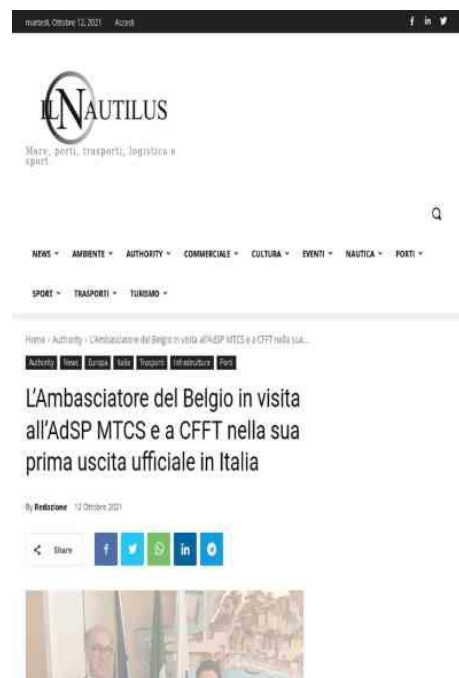 martedì, Ottobre 12, 2021 Accedi
IL NAUTILUS
Mare, porti, trasporti, logistica e
sport
NEWS AMBIENTE AUTHORITY COMMERCIALE CULTURA EVENTI NAUTICA PORTI
SPORT TRASPORTI TURISMO
Home › Authority › L'Ambasciatore del Belgio in visita all'AdSP MTCS e a CFFT nella sua...
Authority News Europa Italia Trasporti Infrastrutture Porti
L'Ambasciatore del Belgio in visita
all'AdSP MTCS e a CFFT nella sua
prima uscita ufficiale in Italia
By Redazione 12 Ottobre 2021
Share